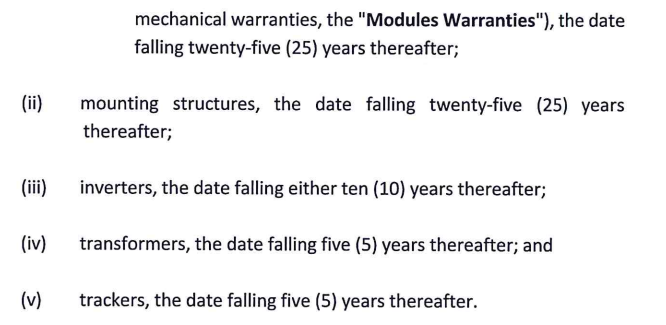 mechanical warranties, the "Modules Warranties"), the date
falling twenty-five (25) years thereafter;
(ii) mounting structures, the date falling twenty-five (25) years
thereafter;
(iii) inverters, the date falling either ten (10) years thereafter;
(iv) transformers, the date falling five (5) years thereafter; and
(v) trackers, the date falling five (5) years thereafter.